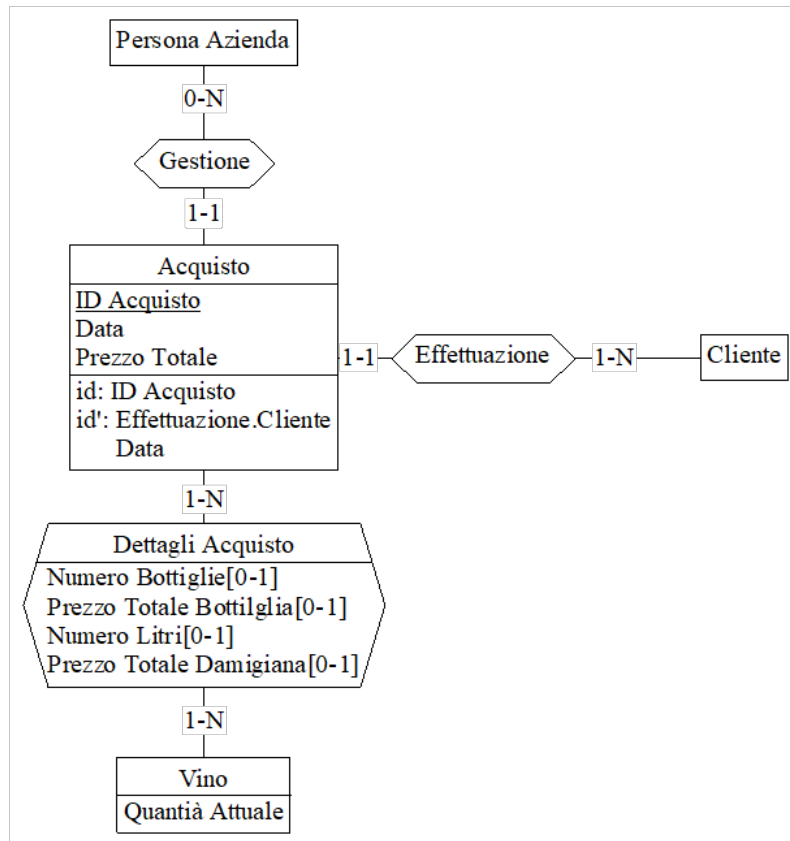 Persona Azienda
0-N
Gestione
1-1
Acquisto
ID Acquisto
Data
Prezzo Totale
1-1
Effettuazione
1-N
Cliente
id: ID Acquisto
id': Effettuazione.Cliente
Data
1-N
Dettagli Acquisto
Numero Bottiglie[0-1]
Prezzo Totale Bottilglia[0-1]
Numero Litri[0-1]
Prezzo Totale Damigiana[0-1]
1-N
Vino
Quantià Attuale